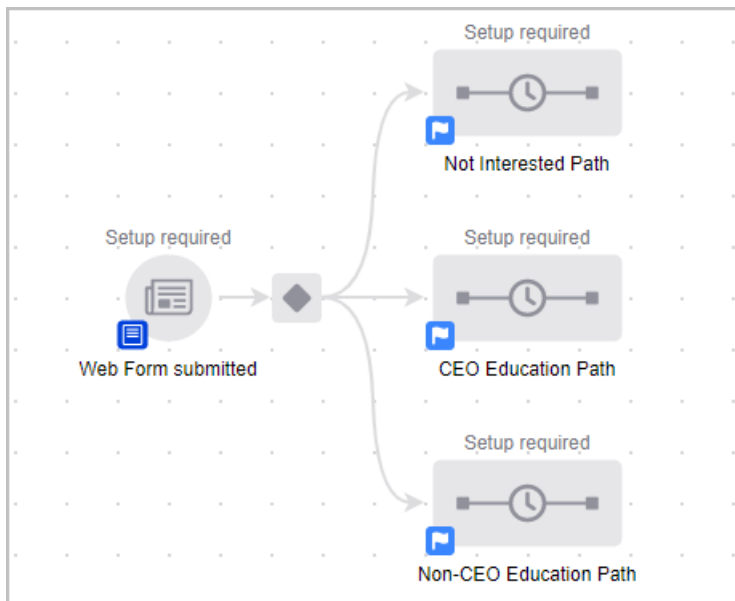 Setup required
Not Interested Path
Setup required
Web Form submitted
Setup required
CEO Education Path
Setup required
Non-CEO Education Path